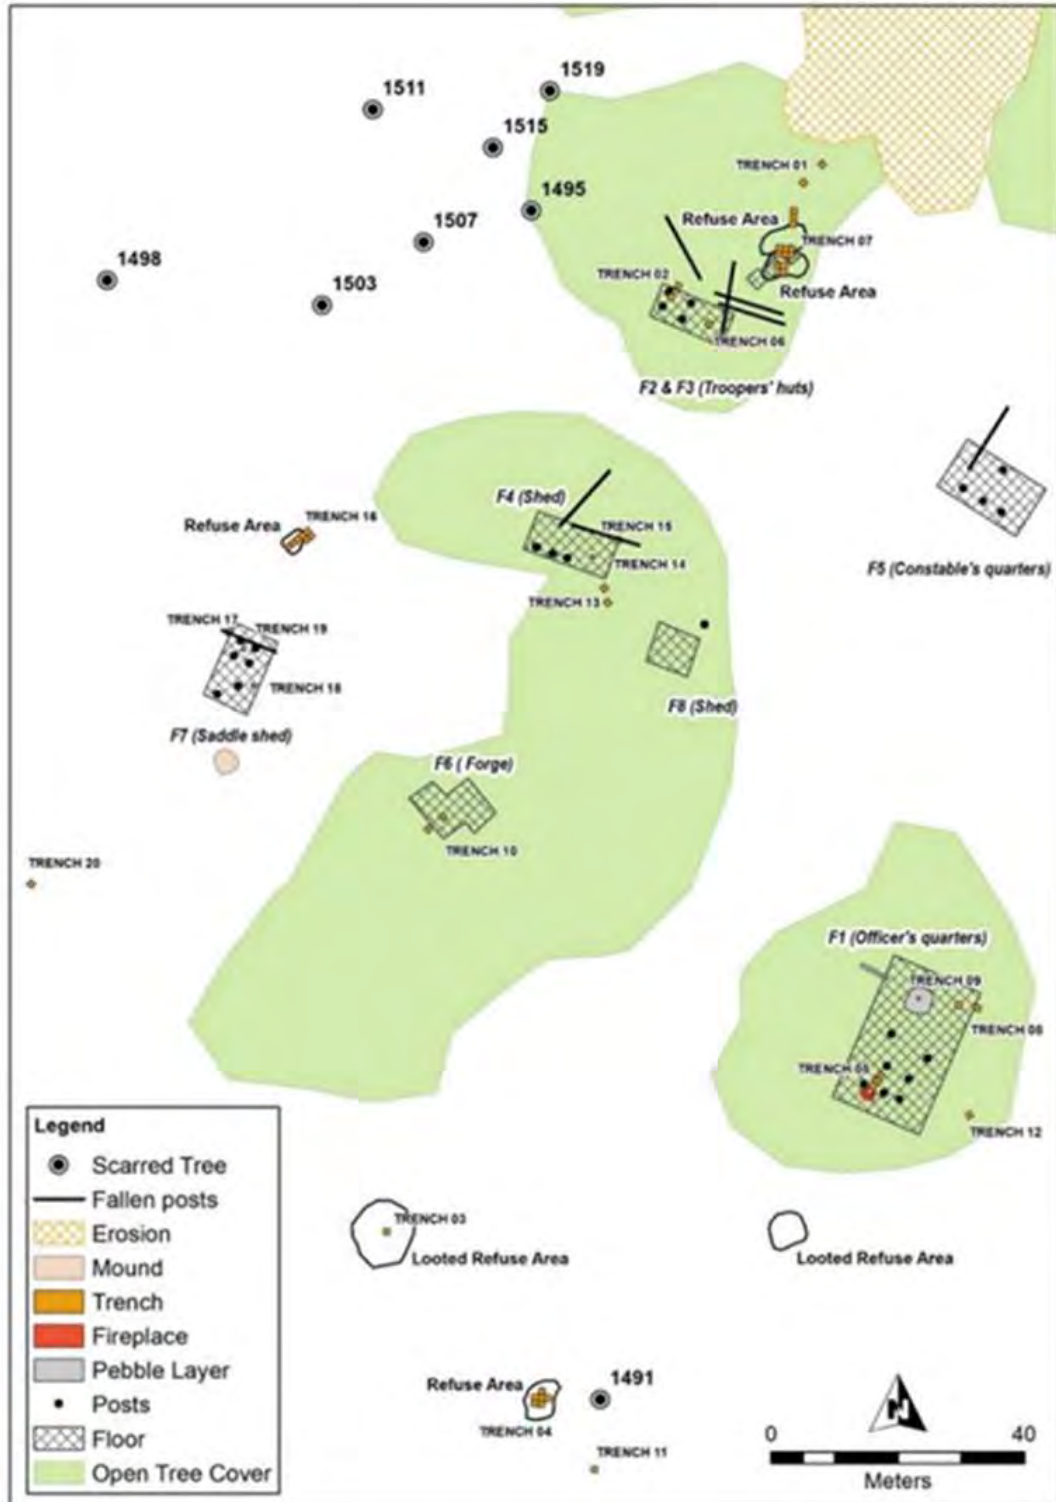 1519
1511
1515
TRENCH 01
1495
Refuse Area
1507
TRENCH 07
1498
TRENCH 02
1503
Refuse Area
TRENCH 06
F2 & F3 (Troopers' huts)
F4 (Shed)
TRENCH 16
Refuse Area
TRENCH 15
TRENCH 14
F5 (Constable's quarters)
TRENCH 13
TRENCH 17
TRENCH 19
TRENCH 18
F8 (Shed)
F7 (Saddle shed)
F6 ( Forge)
TRENCH 10
TRENCH 20
F1 (Officer's quarters)
TRENCH 09
TRENCH 08
TRENCH 05
TRENCH 12
TRENCH 03
Looted Refuse Area
Looted Refuse Area
Refuse Area
1491
TRENCH 04
TRENCH 11
Legend
Scarred Tree
Fallen posts
Erosion
Mound
Trench
Fireplace
Pebble Layer
Posts
Floor
Open Tree Cover
N
0 40
Meters